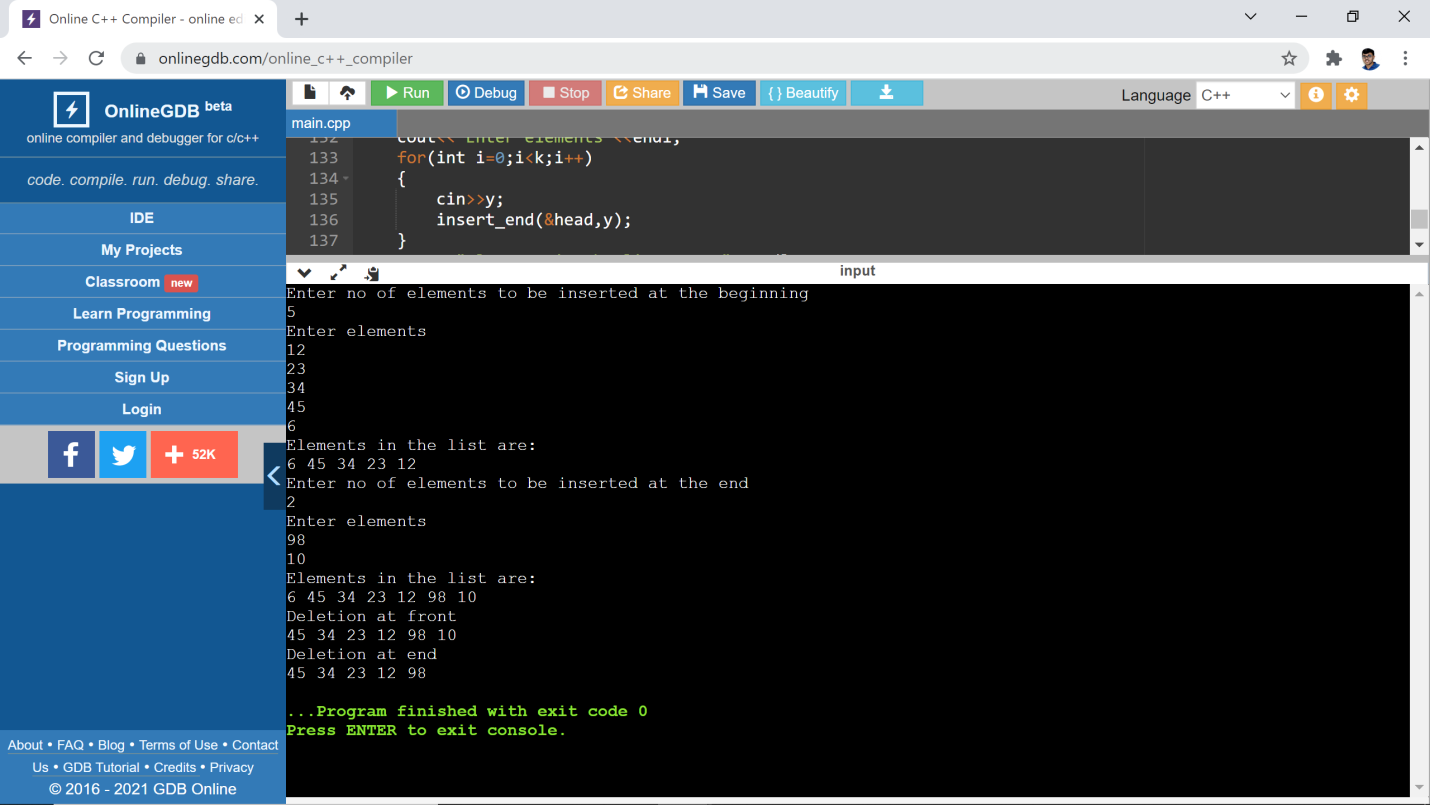 Online C++ Compiler - online ed
onlinegdb.com/online_c++_compiler
OnlineGDB beta
online compiler and debugger for c/c++
code. compile. run. debug. share.
IDE
My Projects
Classroom new
Learn Programming
Programming Questions
Sign Up
Login
52K
About • FAQ • Blog • Terms of Use • Contact
Us • GDB Tutorial • Credits • Privacy
© 2016 - 2021 GDB Online
Run Debug Stop Share Save { } Beautify
Language C++
main.cpp
132 cout<< "Enter elements"<<endl;
133 for(int i=0;i<k;i++)
134 {
135 cin>>y;
136 insert_end(&head,y);
137 }
input
Enter no of elements to be inserted at the beginning
5
Enter elements
12
23
34
45
6
Elements in the list are:
6 45 34 23 12
Enter no of elements to be inserted at the end
2
Enter elements
98
10
Elements in the list are:
6 45 34 23 12 98 10
Deletion at front
45 34 23 12 98 10
Deletion at end
45 34 23 12 98
...Program finished with exit code 0
Press ENTER to exit console.